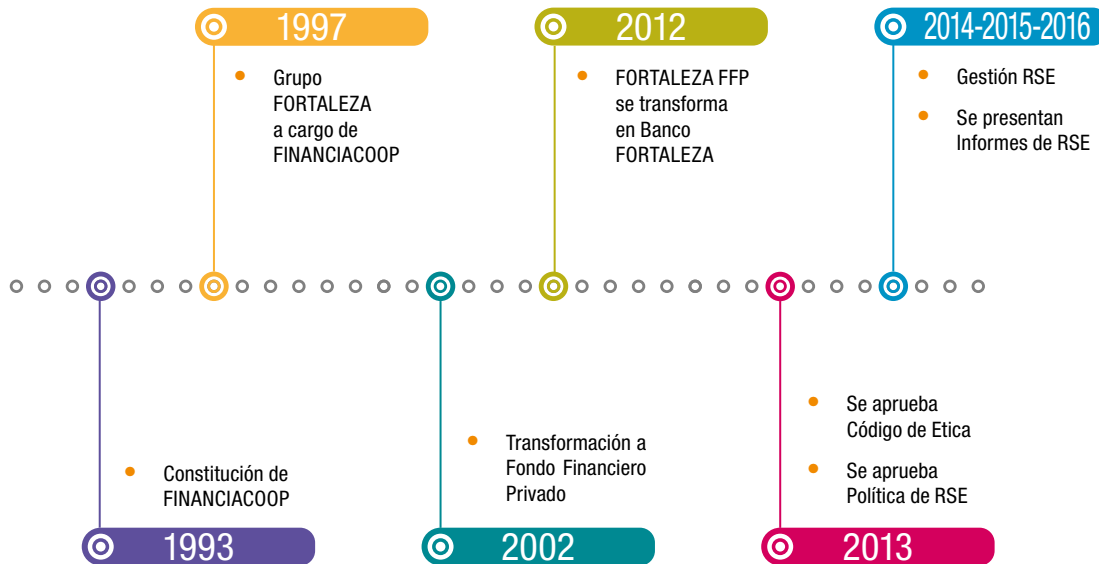 1997
• Grupo
FORTALEZA
a cargo de
FINANCIACOOP
2012
• FORTALEZA FFP
se transforma
en Banco
FORTALEZA
2014-2015-2016
• Gestión RSE
• Se presentan
Informes de RSE
• Constitución de
FINANCIACOOP
1993
• Transformación a
Fondo Financiero
Privado
2002
• Se aprueba
Código de Etica
• Se aprueba
Política de RSE
2013